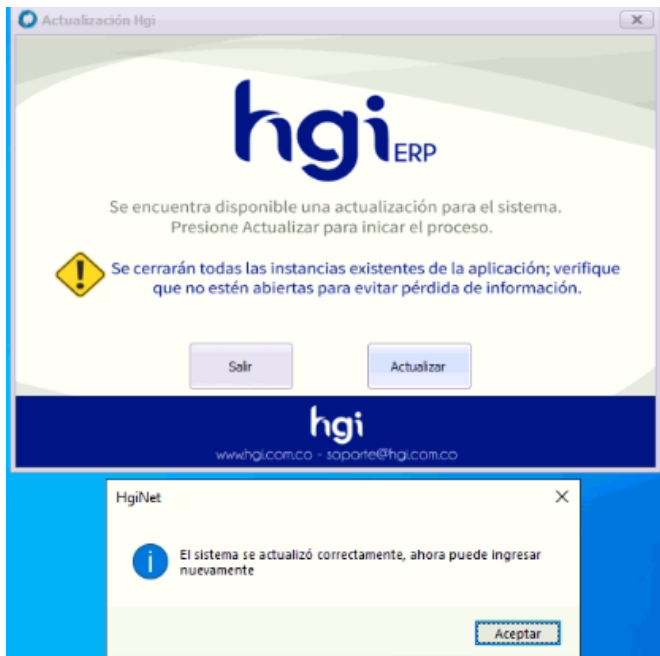 Actualización Hgi
hgi ERP
Se encuentra disponible una actualización para el sistema.
Presione Actualizar para inicar el proceso.
Se cerrarán todas las instancias existentes de la aplicación; verifique
que no estén abiertas para evitar pérdida de información.
Salir
Actualizar
hgi
www.hgi.com.co - soporte@hgi.com.co
HgiNet
El sistema se actualizó correctamente, ahora puede ingresar
nuevamente
Aceptar